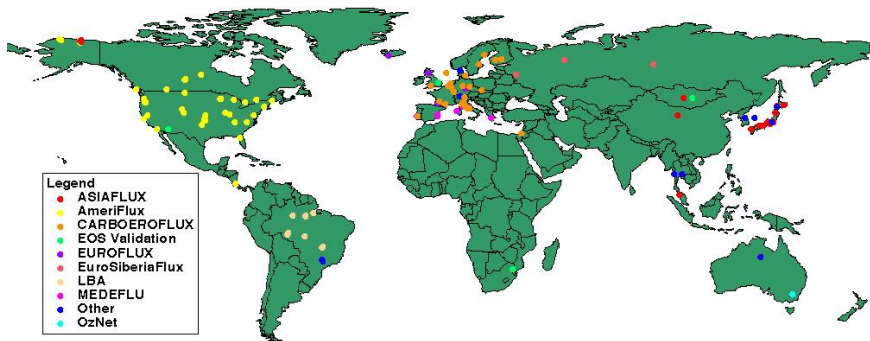 Legend
ASIAFLUX
AmeriFlux
CARBOEROFLUX
EOS Validation
EUROFLUX
EuroSiberiaFlux
LBA
MEDEFLU
Other
OzNet